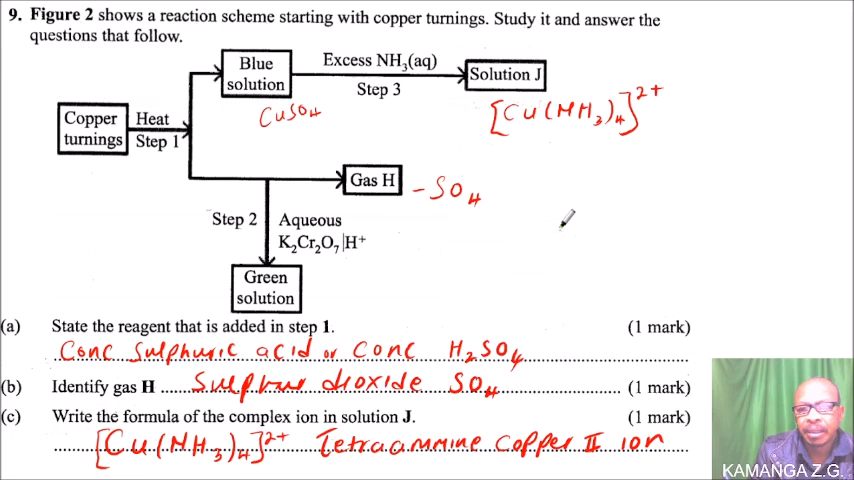 9. Figure 2 shows a reaction scheme starting with copper turnings. Study it and answer the
questions that follow.
Blue
solution
Excess NH₃(aq)
Step 3
Solution J
CuSO₄
[Cu(NH₃)₄]²⁺
Copper
turnings
Heat
Step 1
Gas H
- SO₄
Step 2
Aqueous
K₂Cr₂O₇|H⁺
Green
solution
(a) State the reagent that is added in step 1. (1 mark)
Conc sulphuric acid or conc H₂SO₄
(b) Identify gas H ...... Sulphur dioxide SO₄ ...... (1 mark)
(c) Write the formula of the complex ion in solution J. (1 mark)
[Cu(NH₃)₄]²⁺ Tetraammine copper II ion
KAMANGA Z.G.